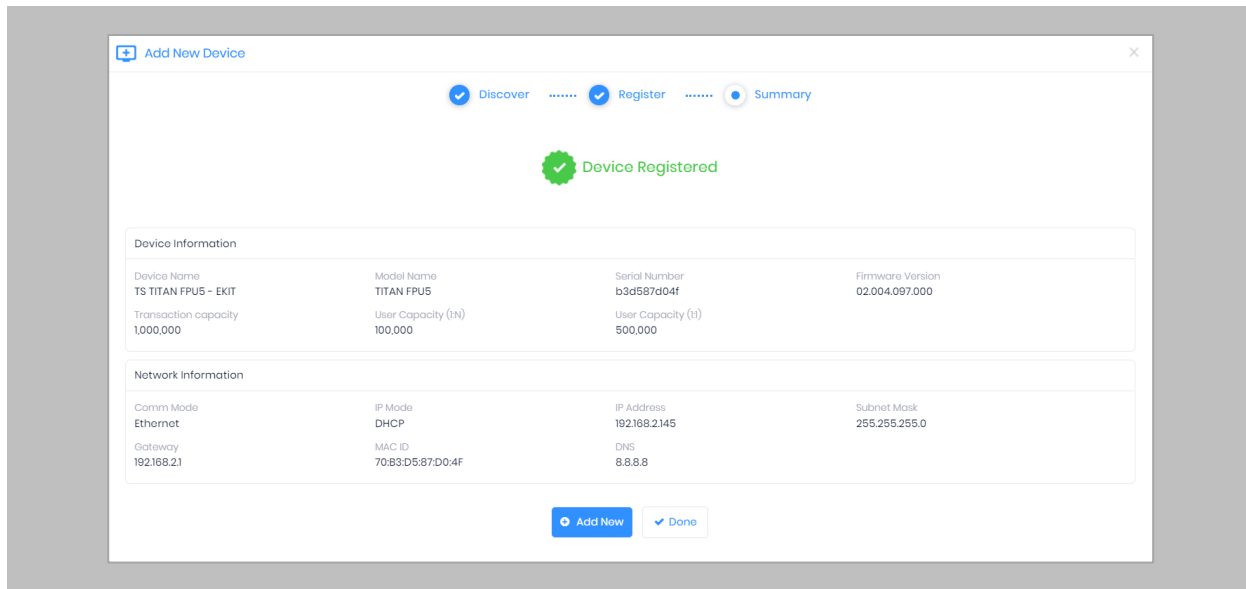 Add New Device
Discover Register Summary
Device Registered
Device Information
Device Name Model Name Serial Number Firmware Version
TS TITAN FPU5 - EKIT TITAN FPU5 b3d587d04f 02.004.097.000
Transaction capacity User Capacity (1:N) User Capacity (1:1)
1,000,000 100,000 500,000
Network Information
Comm Mode IP Mode IP Address Subnet Mask
Ethernet DHCP 192.168.2.145 255.255.255.0
Gateway MAC ID DNS
192.168.2.1 70:B3:D5:87:D0:4F 8.8.8.8
Add New Done